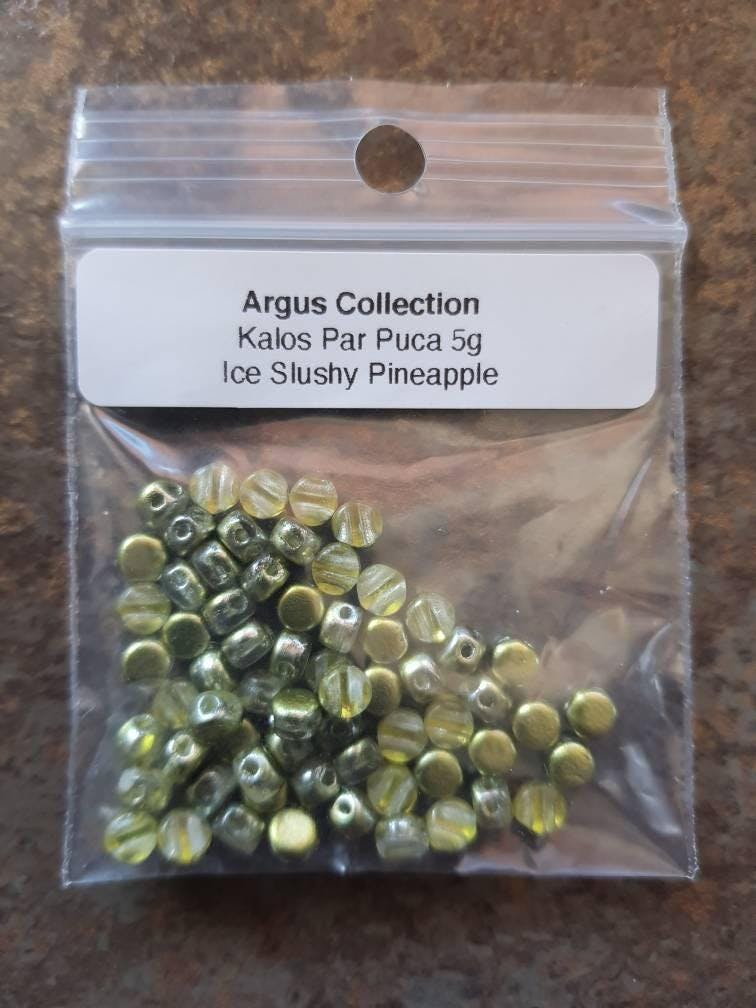 Argus Collection
Kalos Par Puca 5g
Ice Slushy Pineapple